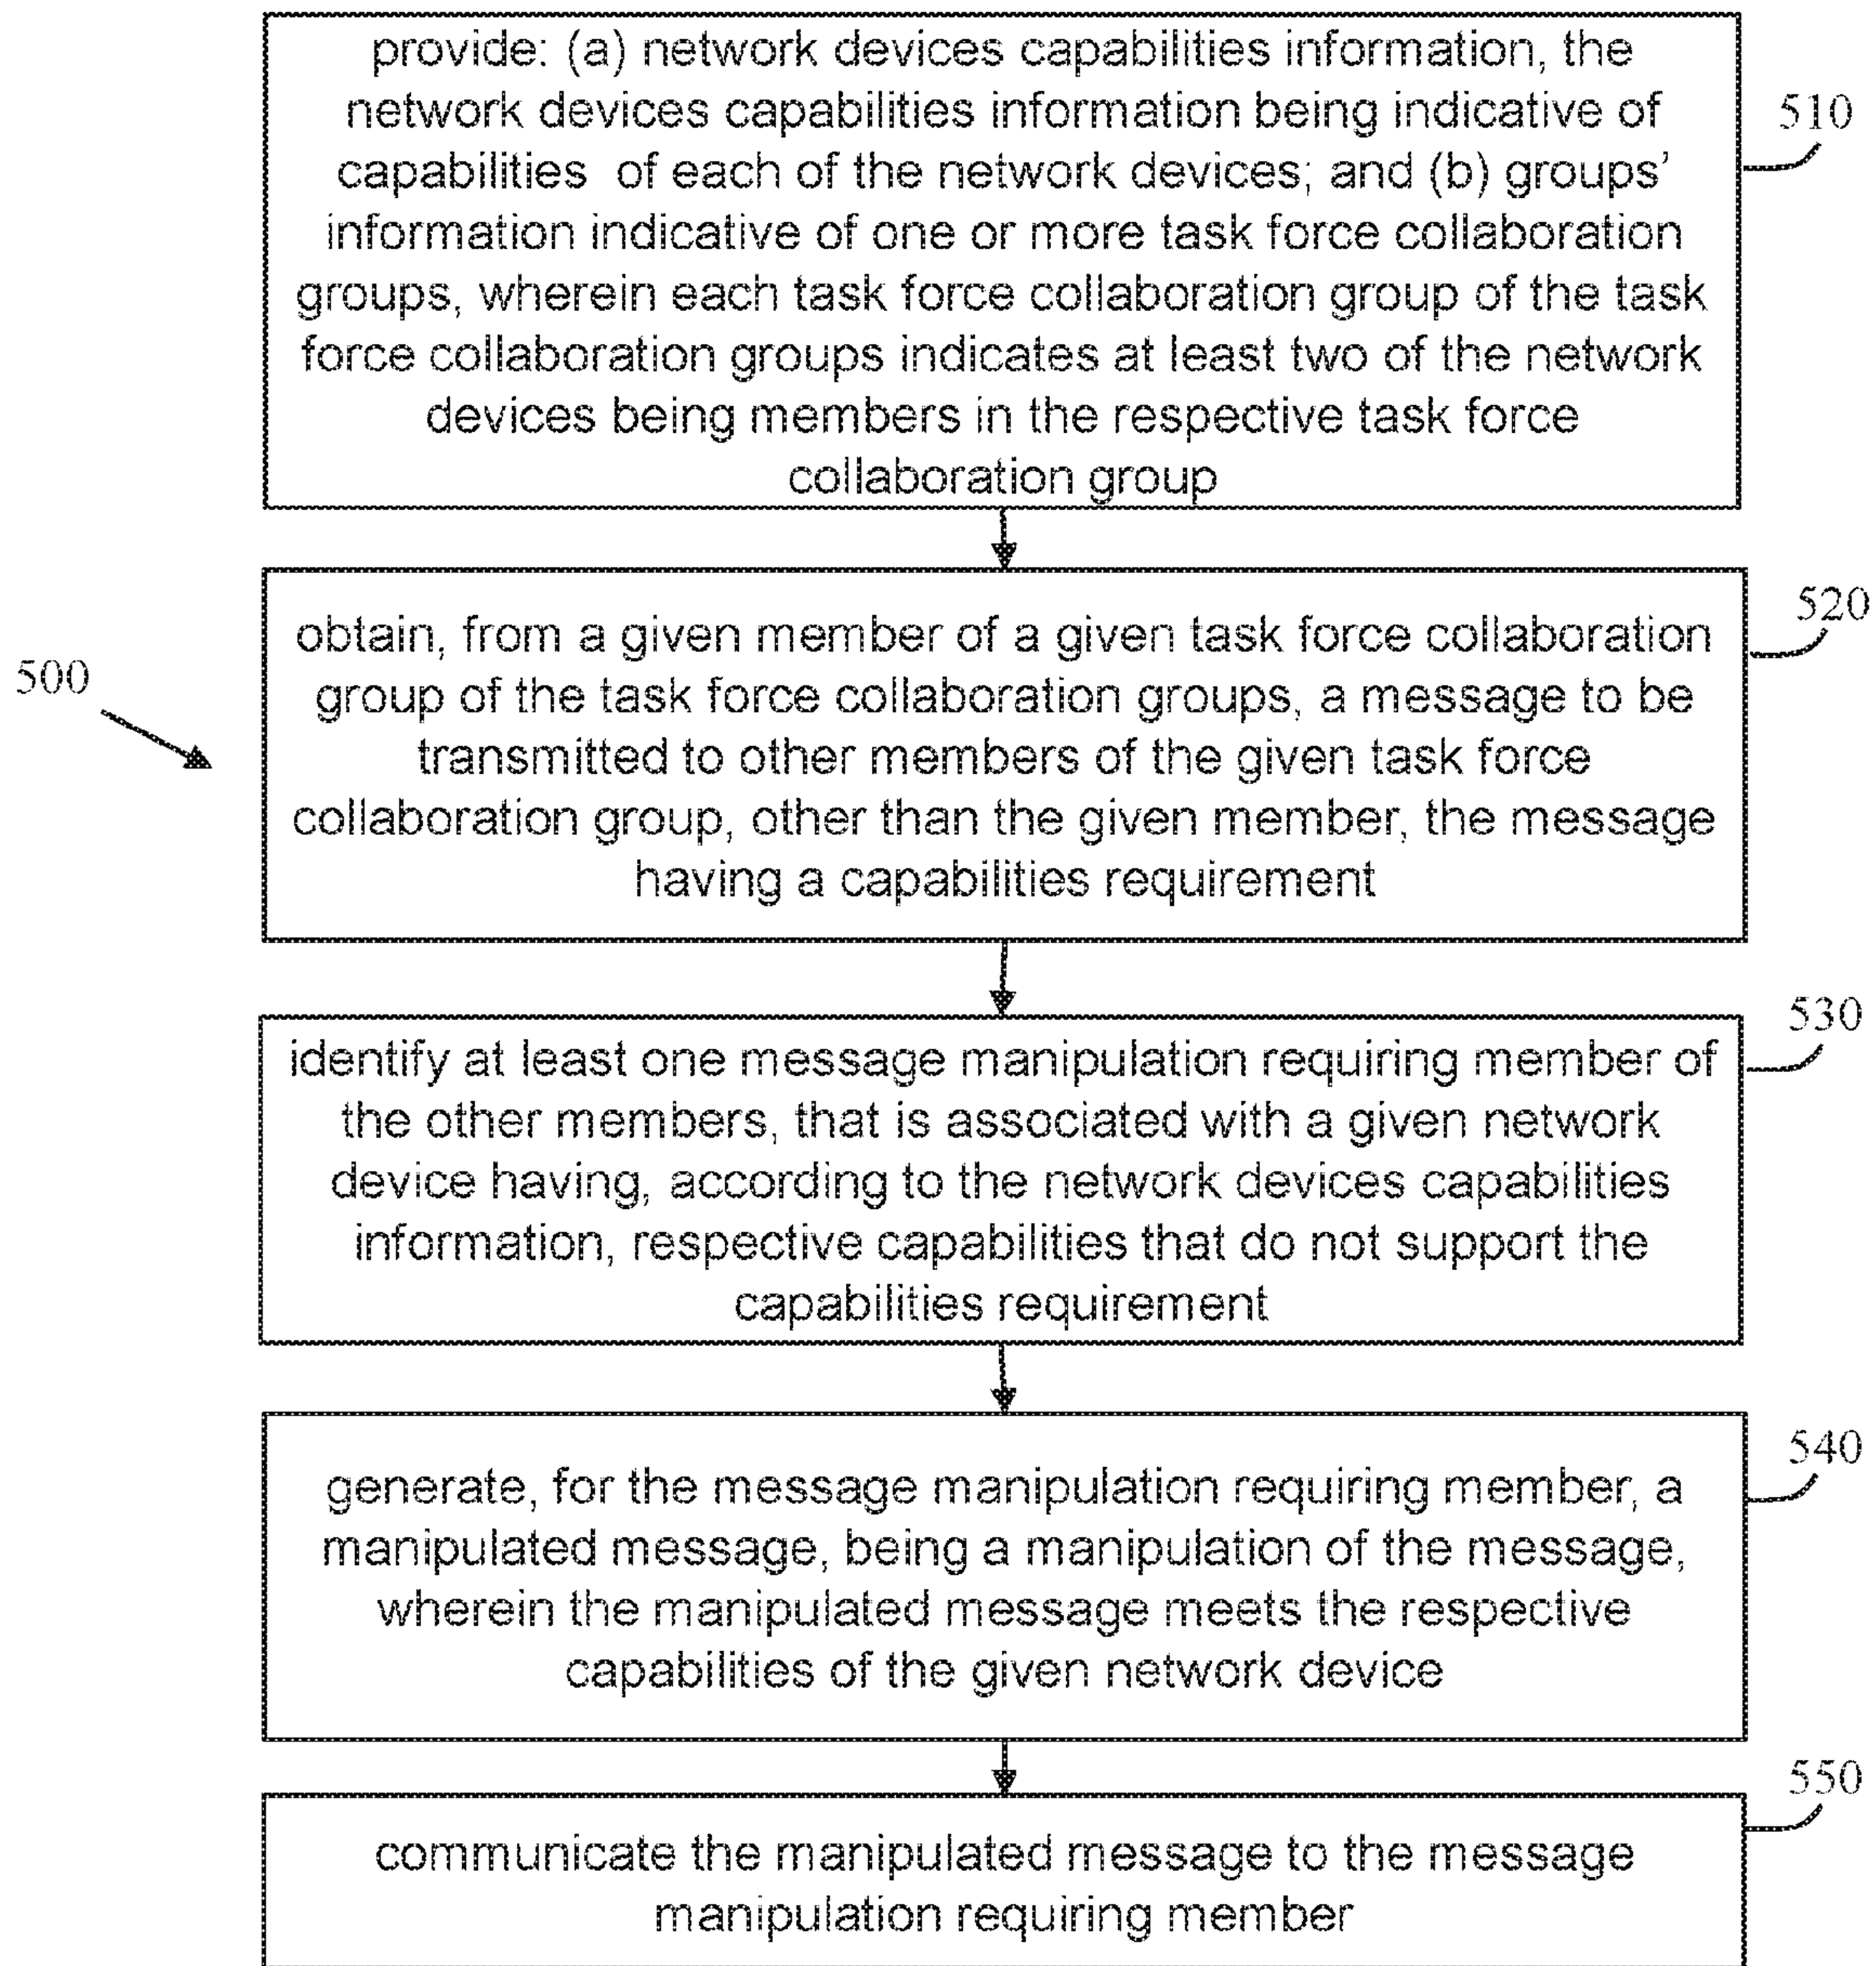 provide: (a) network devices capabilities information, the
network devices capabilities information being indicative of
capabilities of each of the network devices; and (b) groups’
information indicative of one or more task force collaboration
groups, wherein each task force collaboration group of the task
force collaboration groups indicates at least two of the network
devices being members in the respective task force
collaboration group
510
obtain, from a given member of a given task force collaboration
group of the task force collaboration groups, a message to be
transmitted to other members of the given task force
collaboration group, other than the given member, the message
having a capabilities requirement
520
500
identify at least one message manipulation requiring member of
the other members, that is associated with a given network
device having, according to the network devices capabilities
information, respective capabilities that do not support the
capabilities requirement
530
generate, for the message manipulation requiring member, a
manipulated message, being a manipulation of the message,
wherein the manipulated message meets the respective
capabilities of the given network device
540
communicate the manipulated message to the message
manipulation requiring member
550